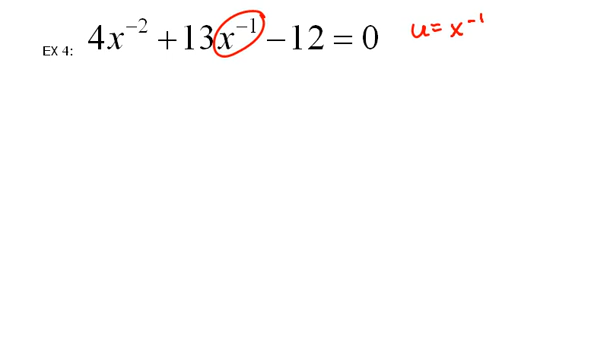 EX 4: 4x⁻² + 13x⁻¹ − 12 = 0 u = x⁻¹